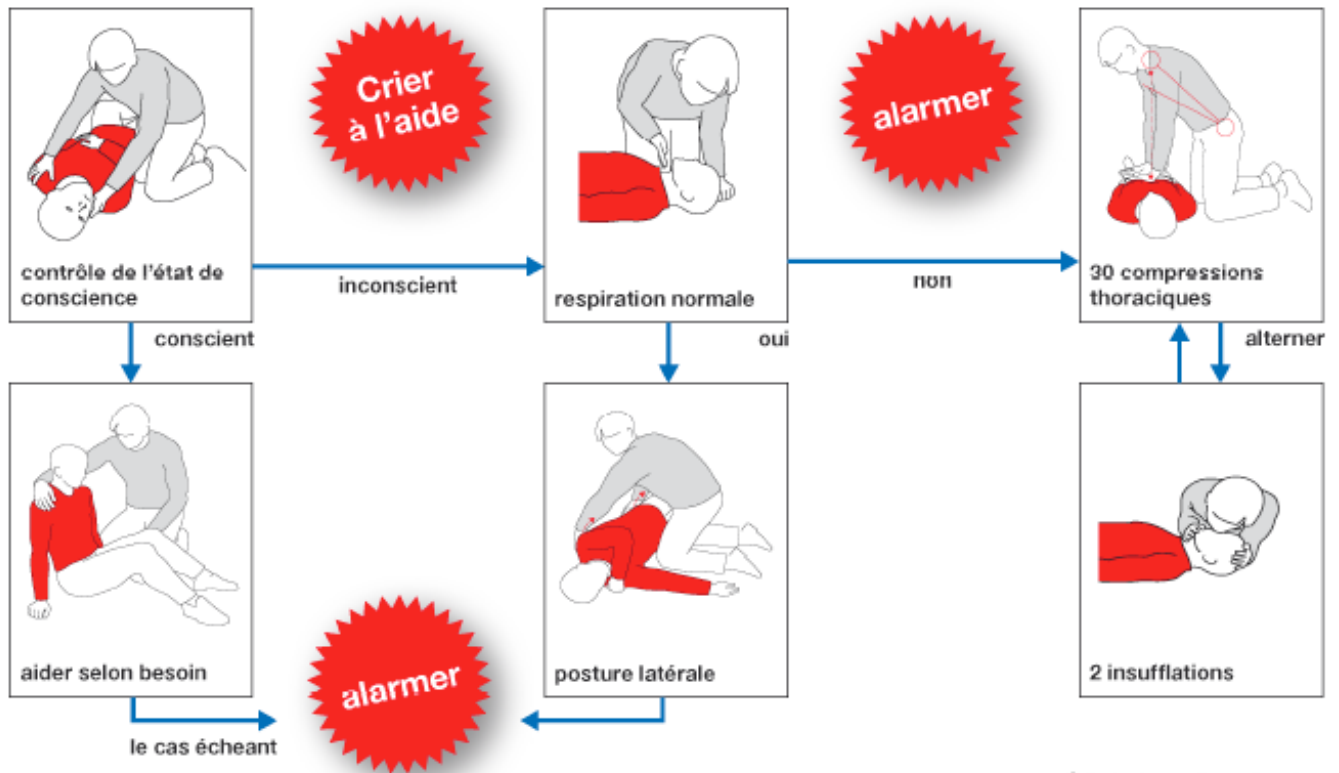 Crier
à l'aide
alarmer
contrôle de l'état de
conscience
inconscient
respiration normale
non
30 compressions
thoraciques
conscient
oui
alterner
aider selon besoin
alarmer
posture latérale
2 insufflations
le cas écheant